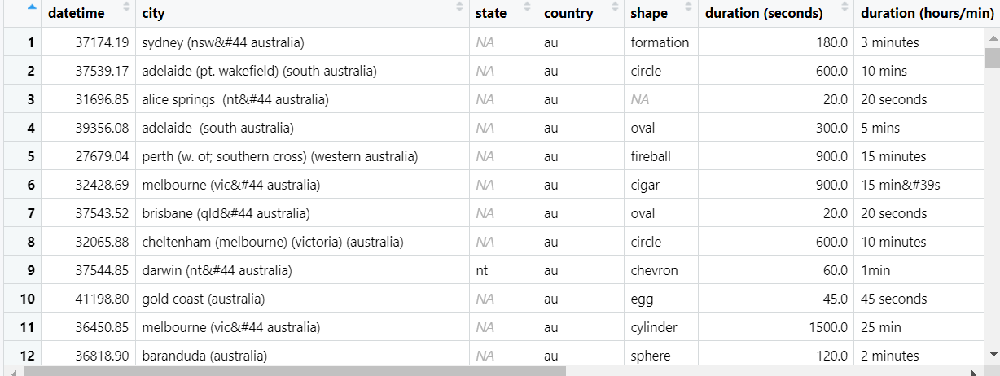 datetime city state country shape duration (seconds) duration (hours/min)
1 37174.19 sydney (nsw&#44 australia) NA au formation 180.0 3 minutes
2 37539.17 adelaide (pt. wakefield) (south australia) NA au circle 600.0 10 mins
3 31696.85 alice springs  (nt&#44 australia) NA au NA 20.0 20 seconds
4 39356.08 adelaide  (south australia) NA au oval 300.0 5 mins
5 27679.04 perth (w. of; southern cross) (western australia) NA au fireball 900.0 15 minutes
6 32428.69 melbourne (vic&#44 australia) NA au cigar 900.0 15 min&#39s
7 37543.52 brisbane (qld&#44 australia) NA au oval 20.0 20 seconds
8 32065.88 cheltenham (melbourne) (victoria) (australia) NA au circle 600.0 10 minutes
9 37544.85 darwin (nt&#44 australia) nt au chevron 60.0 1min
10 41198.80 gold coast (australia) NA au egg 45.0 45 seconds
11 36450.85 melbourne (vic&#44 australia) NA au cylinder 1500.0 25 min
12 36818.90 baranduda (australia) NA au sphere 120.0 2 minutes